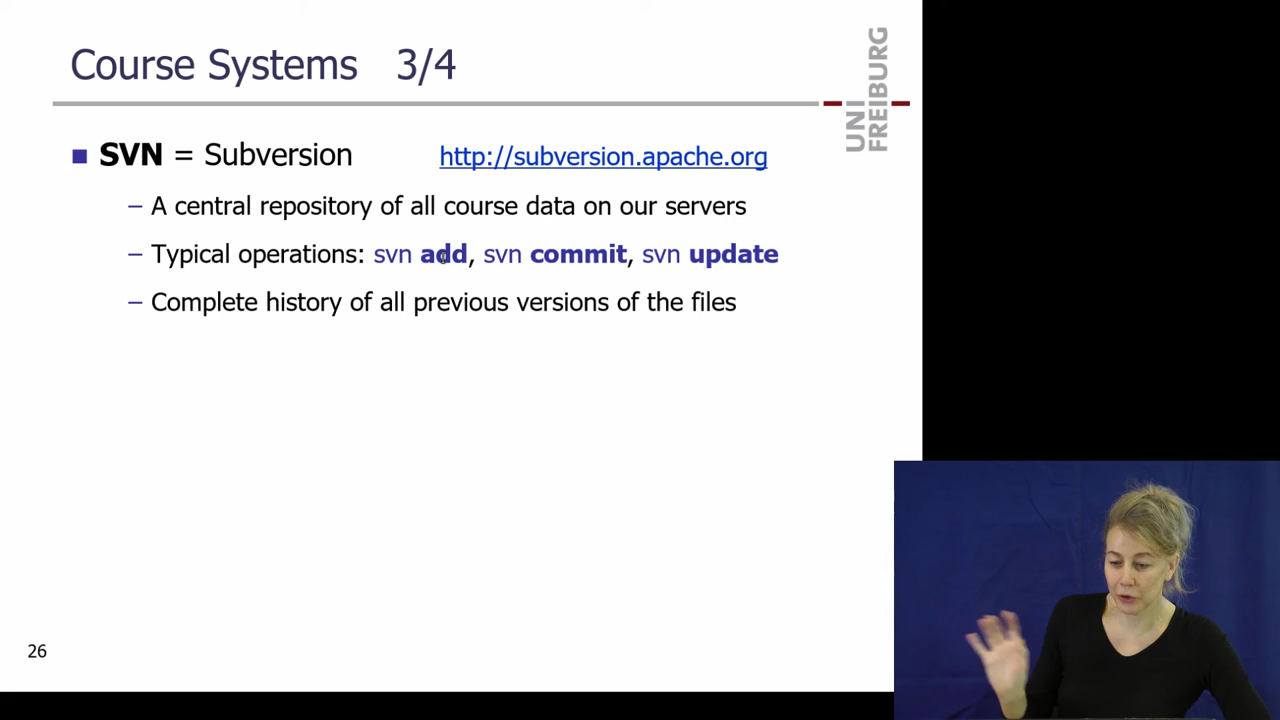 Course Systems 3/4
UNI
FREIBURG
■ SVN = Subversion http://subversion.apache.org
– A central repository of all course data on our servers
– Typical operations: svn add, svn commit, svn update
– Complete history of all previous versions of the files
26